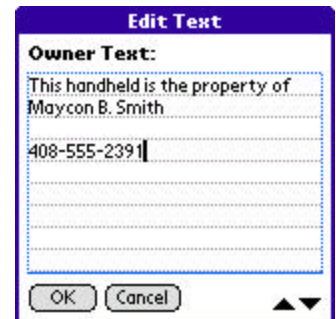 Edit Text
Owner Text:
This handheld is the property of
Maycon B. Smith
408-555-2391
OK Cancel